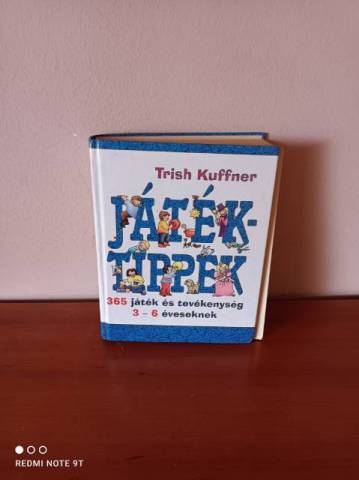 Trish Kuffner
JÁTÉK-
TIPPEK
365 játék és tevékenység
3 - 6 éveseknek
REDMI NOTE 9T